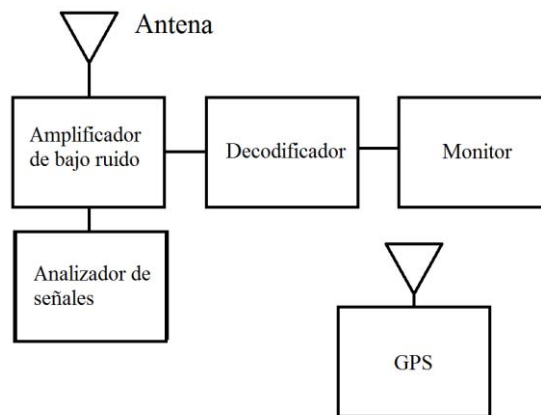 Antena
Amplificador
de bajo ruido
Decodificador
Monitor
Analizador de
señales
GPS